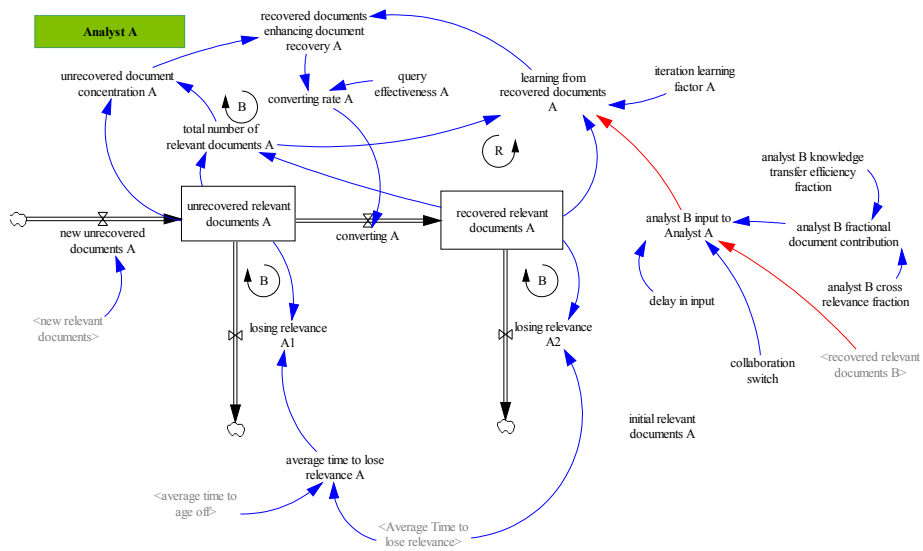 Analyst A
recovered documents
enhancing document
recovery A
unrecovered document
concentration A
converting rate A
query
effectiveness A
learning from
recovered documents
A
iteration learning
factor A
B
total number of
relevant documents A
R
analyst B knowledge
transfer efficiency
fraction
unrecovered relevant
documents A
recovered relevant
documents A
new unrecovered
documents A
converting A
analyst B input to
Analyst A
analyst B fractional
document contribution
B
B
analyst B cross
relevance fraction
delay in input
<new relevant
documents>
losing relevance
A1
losing relevance
A2
collaboration
switch
<recovered relevant
documents B>
initial relevant
documents A
average time to lose
relevance A
<average time to
age off>
<Average Time to
lose relevance>